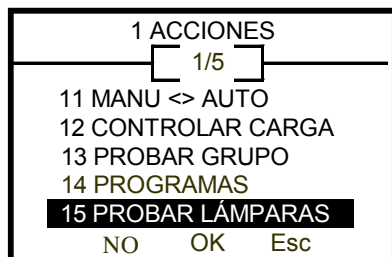 1 ACCIONES
1/5
11 MANU <> AUTO
12 CONTROLAR CARGA
13 PROBAR GRUPO
14 PROGRAMAS
15 PROBAR LÁMPARAS
NO OK Esc